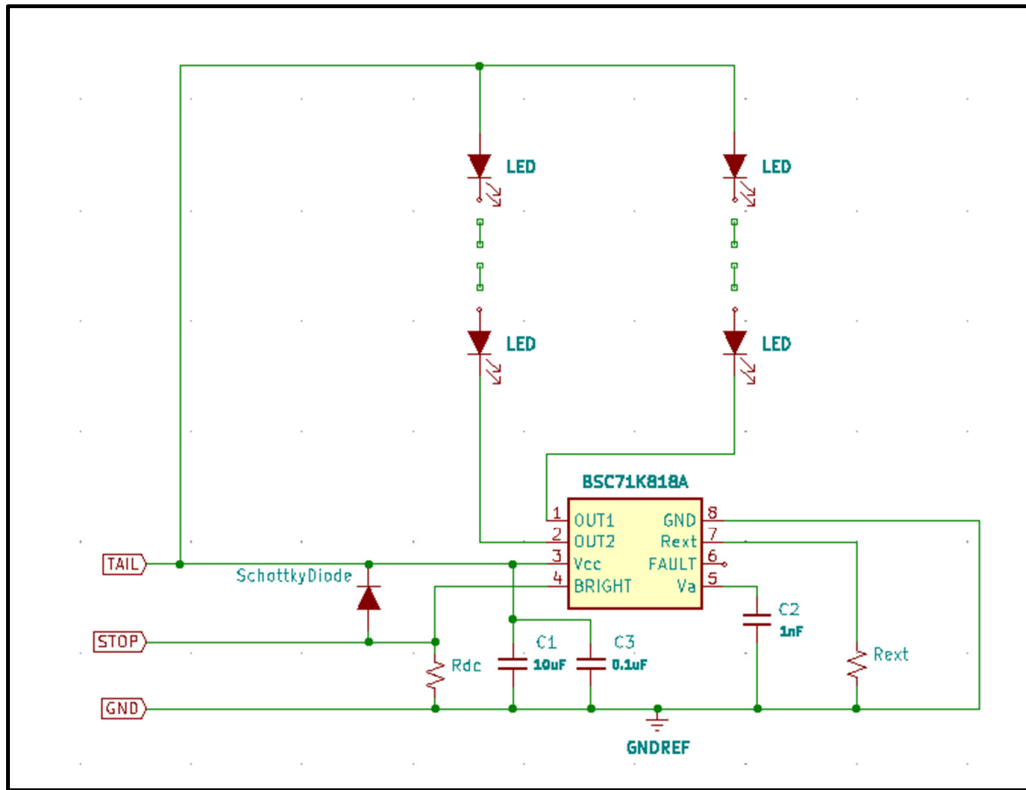 LED
LED
LED
LED
BSC71K818A
1 OUT1 GND 8
2 OUT2 Rext 7
3 Vcc FAULT 6
4 BRIGHT Va 5
TAIL
SchottkyDiode
STOP
Rdc
C1
10uF
C3
0.1uF
C2
1nF
Rext
GND
GNDREF